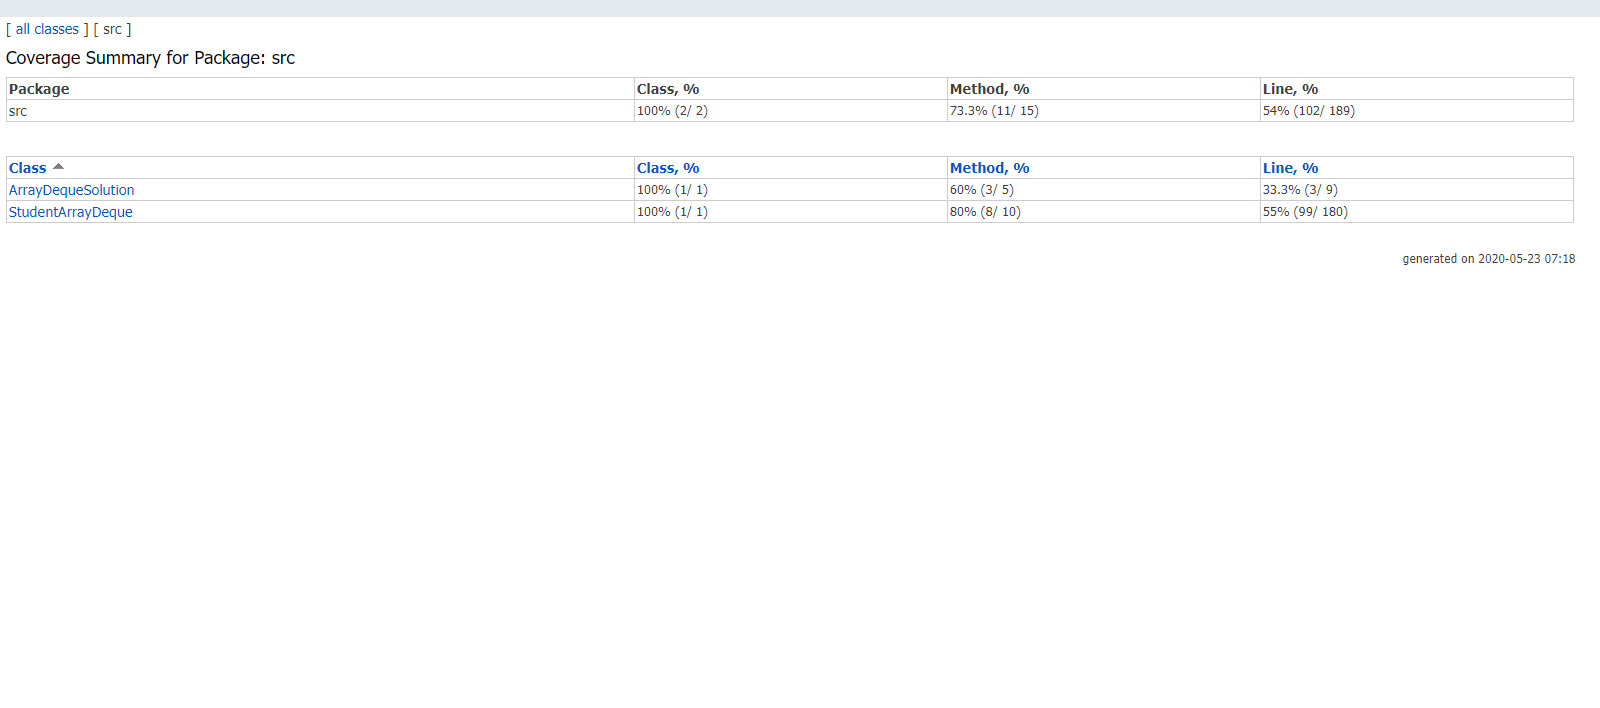 [ all classes ] [ src ]
Coverage Summary for Package: src
Package Class, % Method, % Line, %
src 100% (2/ 2) 73.3% (11/ 15) 54% (102/ 189)
Class Class, % Method, % Line, %
ArrayDequeSolution 100% (1/ 1) 60% (3/ 5) 33.3% (3/ 9)
StudentArrayDeque 100% (1/ 1) 80% (8/ 10) 55% (99/ 180)
generated on 2020-05-23 07:18